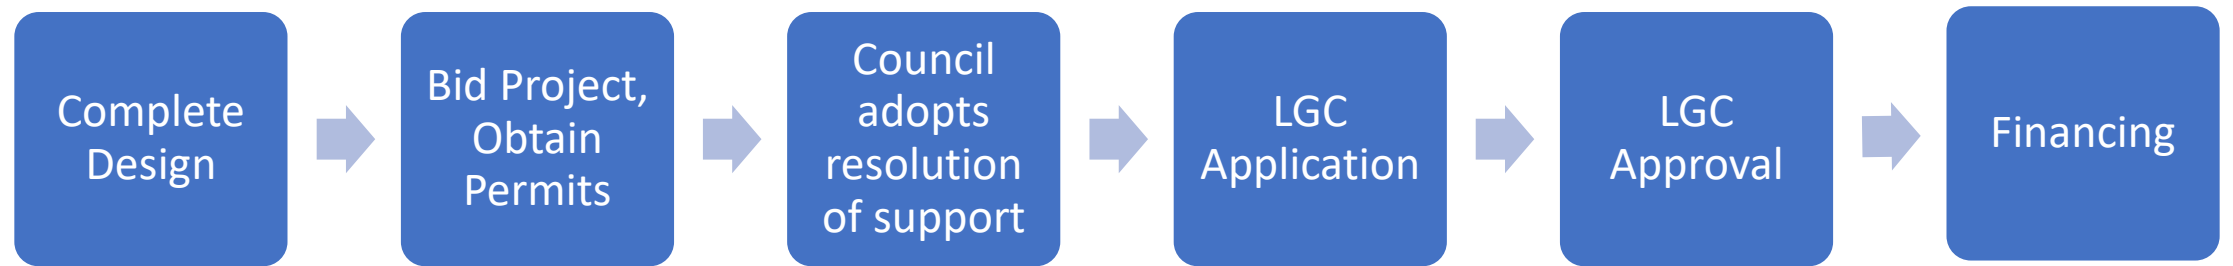 Complete
Design
Bid Project,
Obtain
Permits
Council
adopts
resolution
of support
LGC
Application
LGC
Approval
Financing